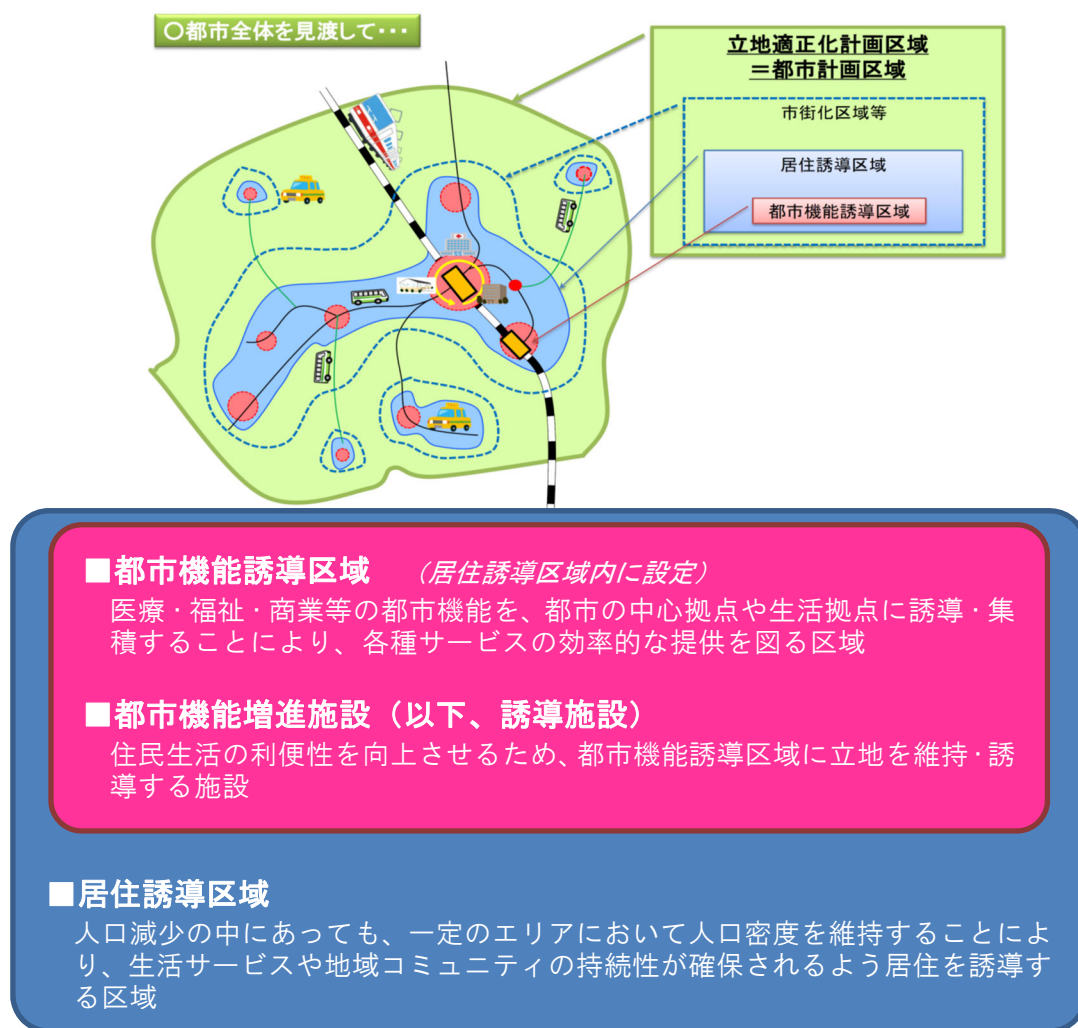 〇都市全体を見渡して・・・
立地適正化計画区域
＝都市計画区域
市街化区域等
居住誘導区域
都市機能誘導区域
■都市機能誘導区域 (居住誘導区域内に設定)
医療・福祉・商業等の都市機能を、都市の中心拠点や生活拠点に誘導・集
積することにより、各種サービスの効率的な提供を図る区域
■都市機能増進施設（以下、誘導施設）
住民生活の利便性を向上させるため、都市機能誘導区域に立地を維持・誘
導する施設
■居住誘導区域
人口減少の中にあっても、一定のエリアにおいて人口密度を維持することによ
り、生活サービスや地域コミュニティの持続性が確保されるよう居住を誘導す
る区域